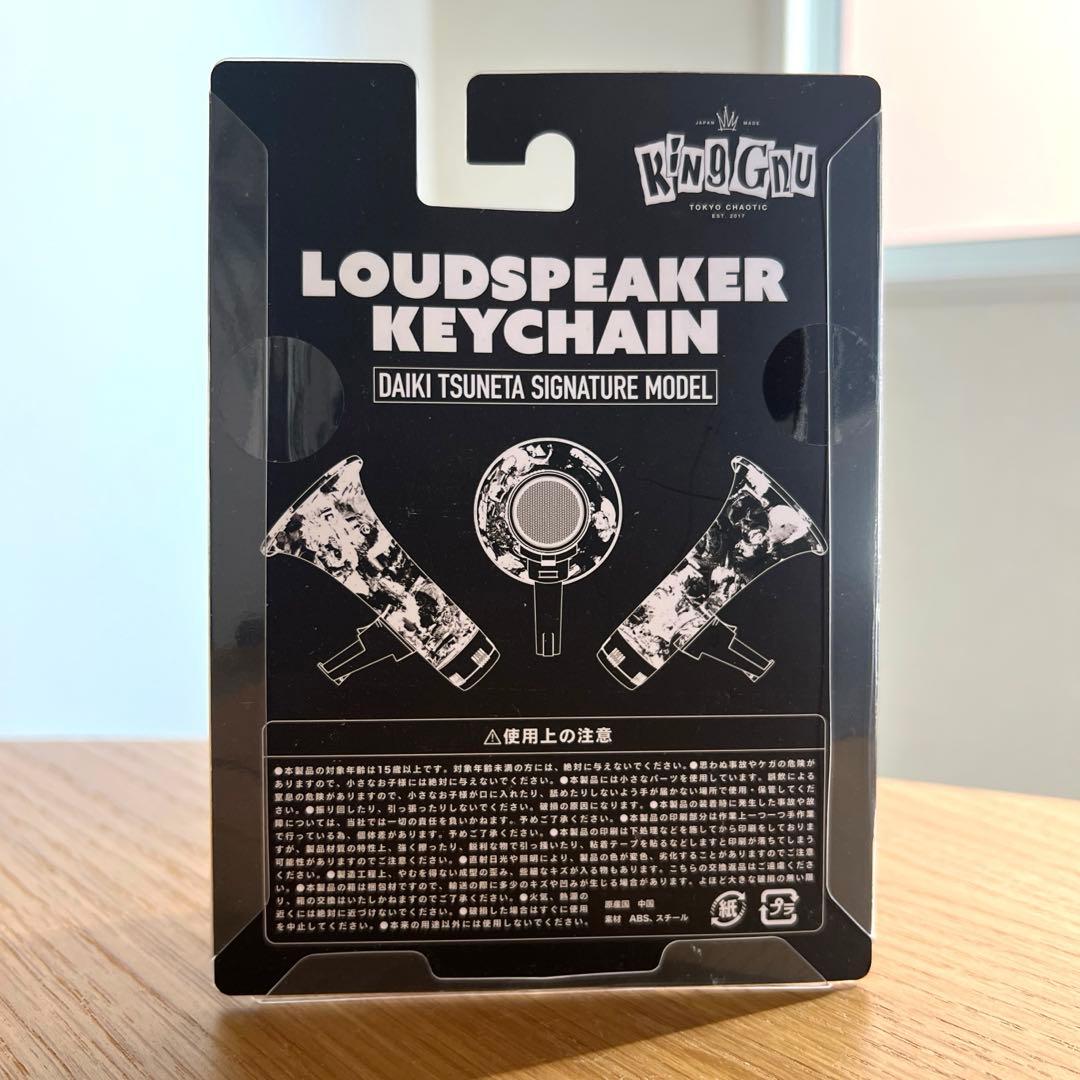 JAPAN MADE
King Gnu
TOKYO CHAOTIC
EST. 2017
LOUDSPEAKER
KEYCHAIN
DAIKI TSUNETA SIGNATURE MODEL
⚠使用上の注意
●本製品の対象年齢は15歳以上です。対象年齢未満の方には、絶対に与えないでください。●思わぬ事故やケガの危険が
ありますので、小さなお子様には絶対に与えないでください。●本製品には小さなパーツを使用しています。誤飲による
窒息の危険がありますので、小さなお子様が口に入れたり、舐めたりしないよう手が届かない場所で使用・保管してくだ
さい。●振り回したり、引っ張ったりしないでください。破損の原因になります。●本製品の装着時に発生した事故や故
障については、当社では一切の責任を負いかねます。予めご了承ください。●本製品の印刷部分は作業上一つ一つ手作業
で行っている為、個体差があります。予めご了承ください。●本製品の印刷は下処理などを施してから印刷をしておりま
すが、製品材質の特性上、強く擦ったり、鋭利な物で引っ掻いたり、粘着テープを貼るなどしますと印刷が落ちてしまう
可能性がありますのでご注意ください。●直射日光や照明により、製品の色が変色、劣化することがありますのでご注意
ください。●製造工程上、やむを得ない成型の歪み、些細なキズが入る物もあります。こちらの交換返品はご遠慮くださ
い。●本製品の箱は梱包材ですので、輸送の際に多少のキズや凹みが生じる場合があります。よほど大きな破損の無い限
り、箱の交換はいたしかねますのでご了承ください。●火気、熱源の
近くには絶対に近づけないでください。●破損した場合はすぐに使用
を中止してください。●本来の用途以外には使用しないでください。
原産国 中国
素材 ABS、スチール
紙
プラ